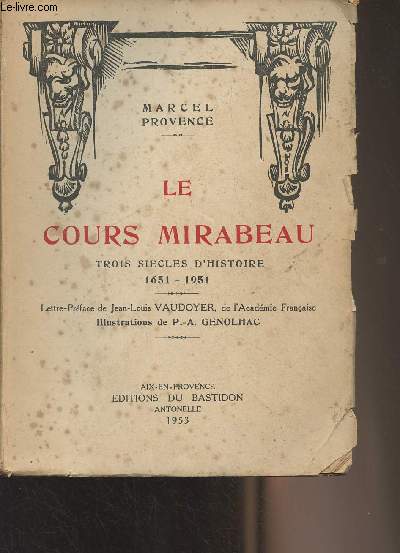 Le-livre.com
MARCEL
PROVENCE
LE
COURS MIRABEAU
TROIS SIECLES D'HISTOIRE
1651 - 1951
Lettre-Préface de Jean-Louis VAUDOYER, de l'Académie Française
Illustrations de P.-A. GENOLHAC
AIX-EN-PROVENCE
EDITIONS DU BASTIDON
ANTONELLE
1953